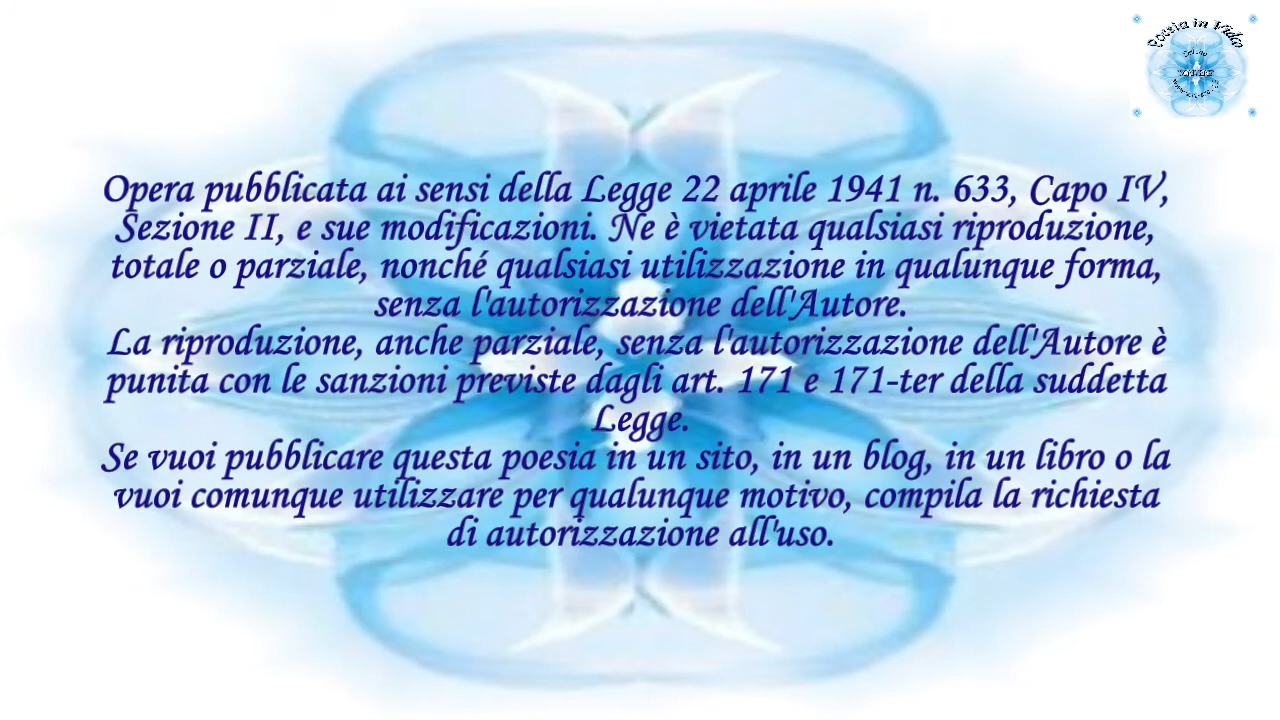 Poesia in Video
Opera pubblicata ai sensi della Legge 22 aprile 1941 n. 633, Capo IV,
Sezione II, e sue modificazioni. Ne è vietata qualsiasi riproduzione,
totale o parziale, nonché qualsiasi utilizzazione in qualunque forma,
senza l'autorizzazione dell'Autore.
La riproduzione, anche parziale, senza l'autorizzazione dell'Autore è
punita con le sanzioni previste dagli art. 171 e 171-ter della suddetta
Legge.
Se vuoi pubblicare questa poesia in un sito, in un blog, in un libro o la
vuoi comunque utilizzare per qualunque motivo, compila la richiesta
di autorizzazione all'uso.